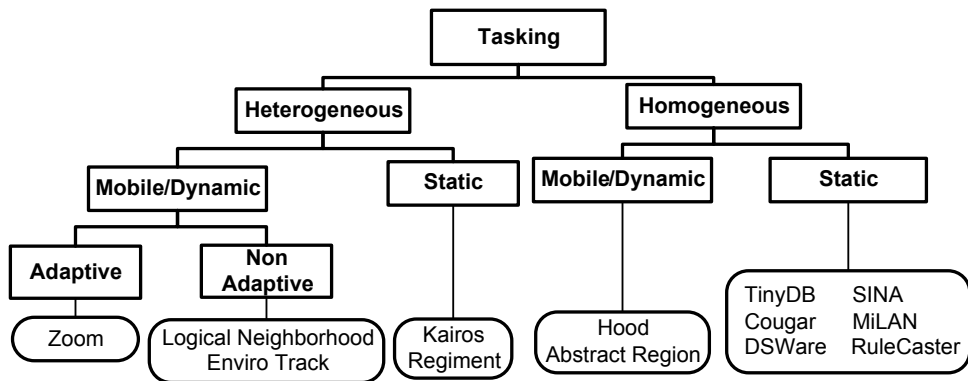 Tasking
Heterogeneous
Homogeneous
Mobile/Dynamic
Static
Mobile/Dynamic
Static
Adaptive
Non
Adaptive
Zoom
Logical Neighborhood
Enviro Track
Kairos
Regiment
Hood
Abstract Region
TinyDB SINA
Cougar MiLAN
DSWare RuleCaster